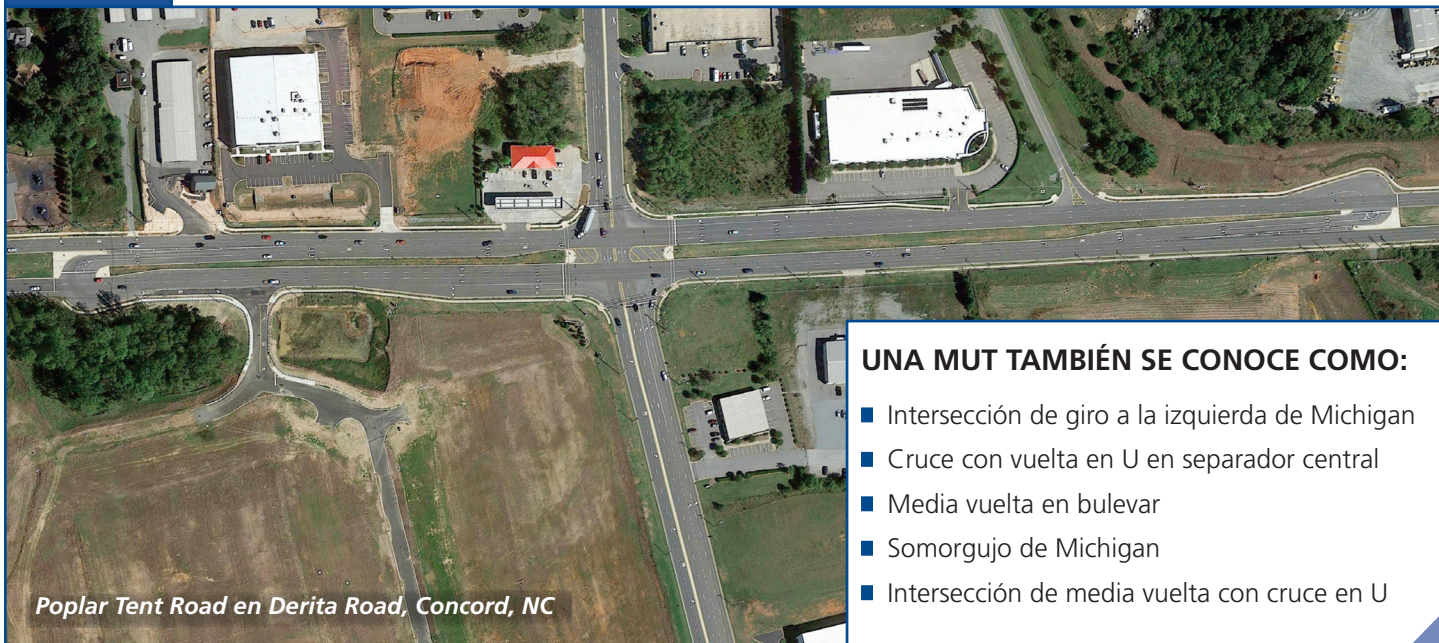 UNA MUT TAMBIÉN SE CONOCE COMO:
■ Intersección de giro a la izquierda de Michigan
■ Cruce con vuelta en U en separador central
■ Media vuelta en bulevar
■ Somorgujo de Michigan
■ Intersección de media vuelta con cruce en U
Poplar Tent Road en Derita Road, Concord, NC